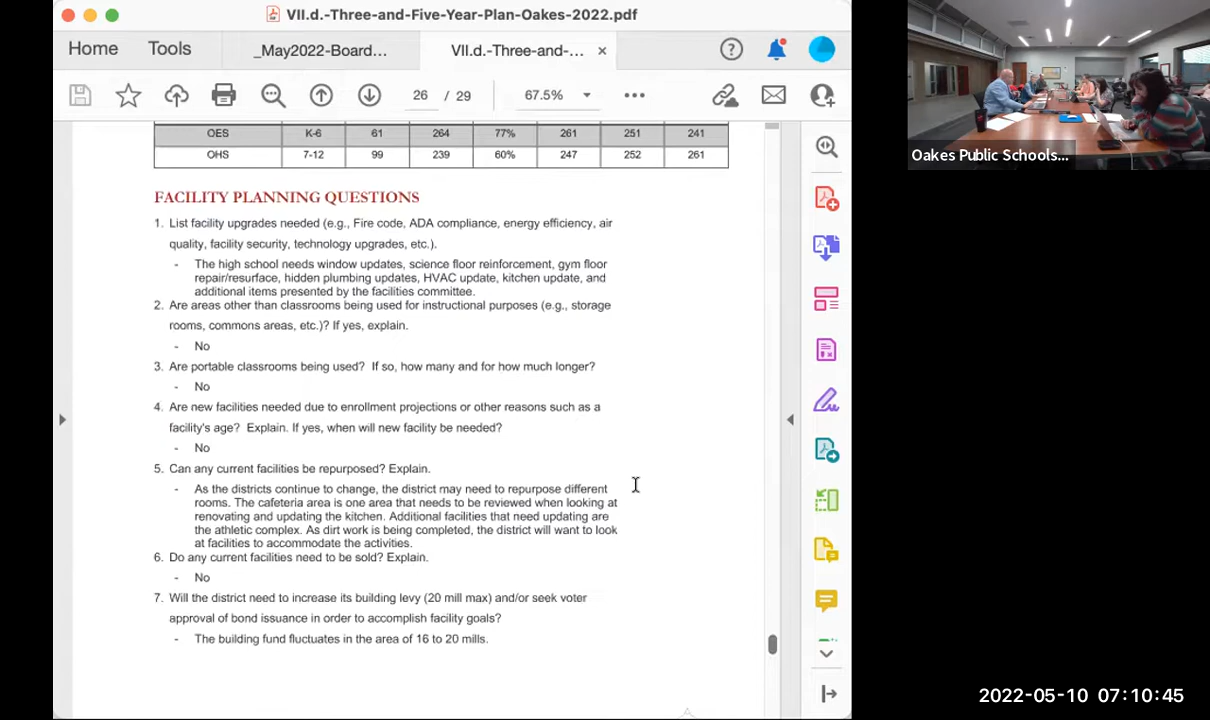 VII.d.-Three-and-Five-Year-Plan-Oakes-2022.pdf
Home Tools _May2022-Board... VII.d.-Three-and-... ×
26 / 29 67.5%
OES K-6 61 264 77% 261 251 241
OHS 7-12 99 239 60% 247 252 261
FACILITY PLANNING QUESTIONS
1. List facility upgrades needed (e.g., Fire code, ADA compliance, energy efficiency, air
quality, facility security, technology upgrades, etc.).
- The high school needs window updates, science floor reinforcement, gym floor
repair/resurface, hidden plumbing updates, HVAC update, kitchen update, and
additional items presented by the facilities committee.
2. Are areas other than classrooms being used for instructional purposes (e.g., storage
rooms, commons areas, etc.)? If yes, explain.
- No
3. Are portable classrooms being used? If so, how many and for how much longer?
- No
4. Are new facilities needed due to enrollment projections or other reasons such as a
facility's age? Explain. If yes, when will new facility be needed?
- No
5. Can any current facilities be repurposed? Explain.
- As the districts continue to change, the district may need to repurpose different
rooms. The cafeteria area is one area that needs to be reviewed when looking at
renovating and updating the kitchen. Additional facilities that need updating are
the athletic complex. As dirt work is being completed, the district will want to look
at facilities to accommodate the activities.
6. Do any current facilities need to be sold? Explain.
- No
7. Will the district need to increase its building levy (20 mill max) and/or seek voter
approval of bond issuance in order to accomplish facility goals?
- The building fund fluctuates in the area of 16 to 20 mills.
Oakes Public Schools...
2022-05-10 07:10:45